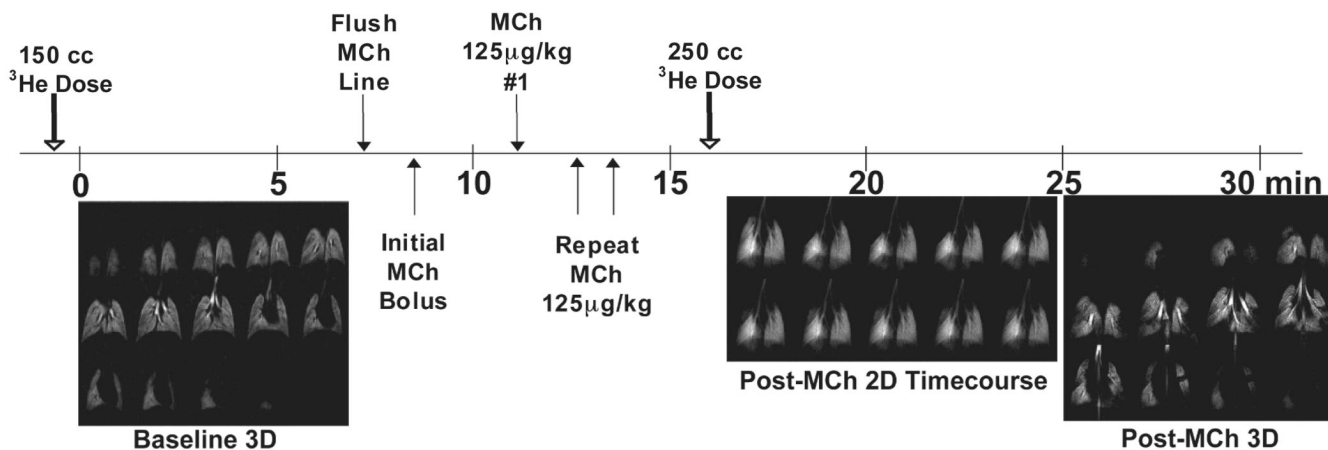 150 cc
³He Dose
Flush
MCh
Line
MCh
125μg/kg
#1
250 cc
³He Dose
0
5
10
15
20
25
30 min
Initial
MCh
Bolus
Repeat
MCh
125μg/kg
Baseline 3D
Post-MCh 2D Timecourse
Post-MCh 3D